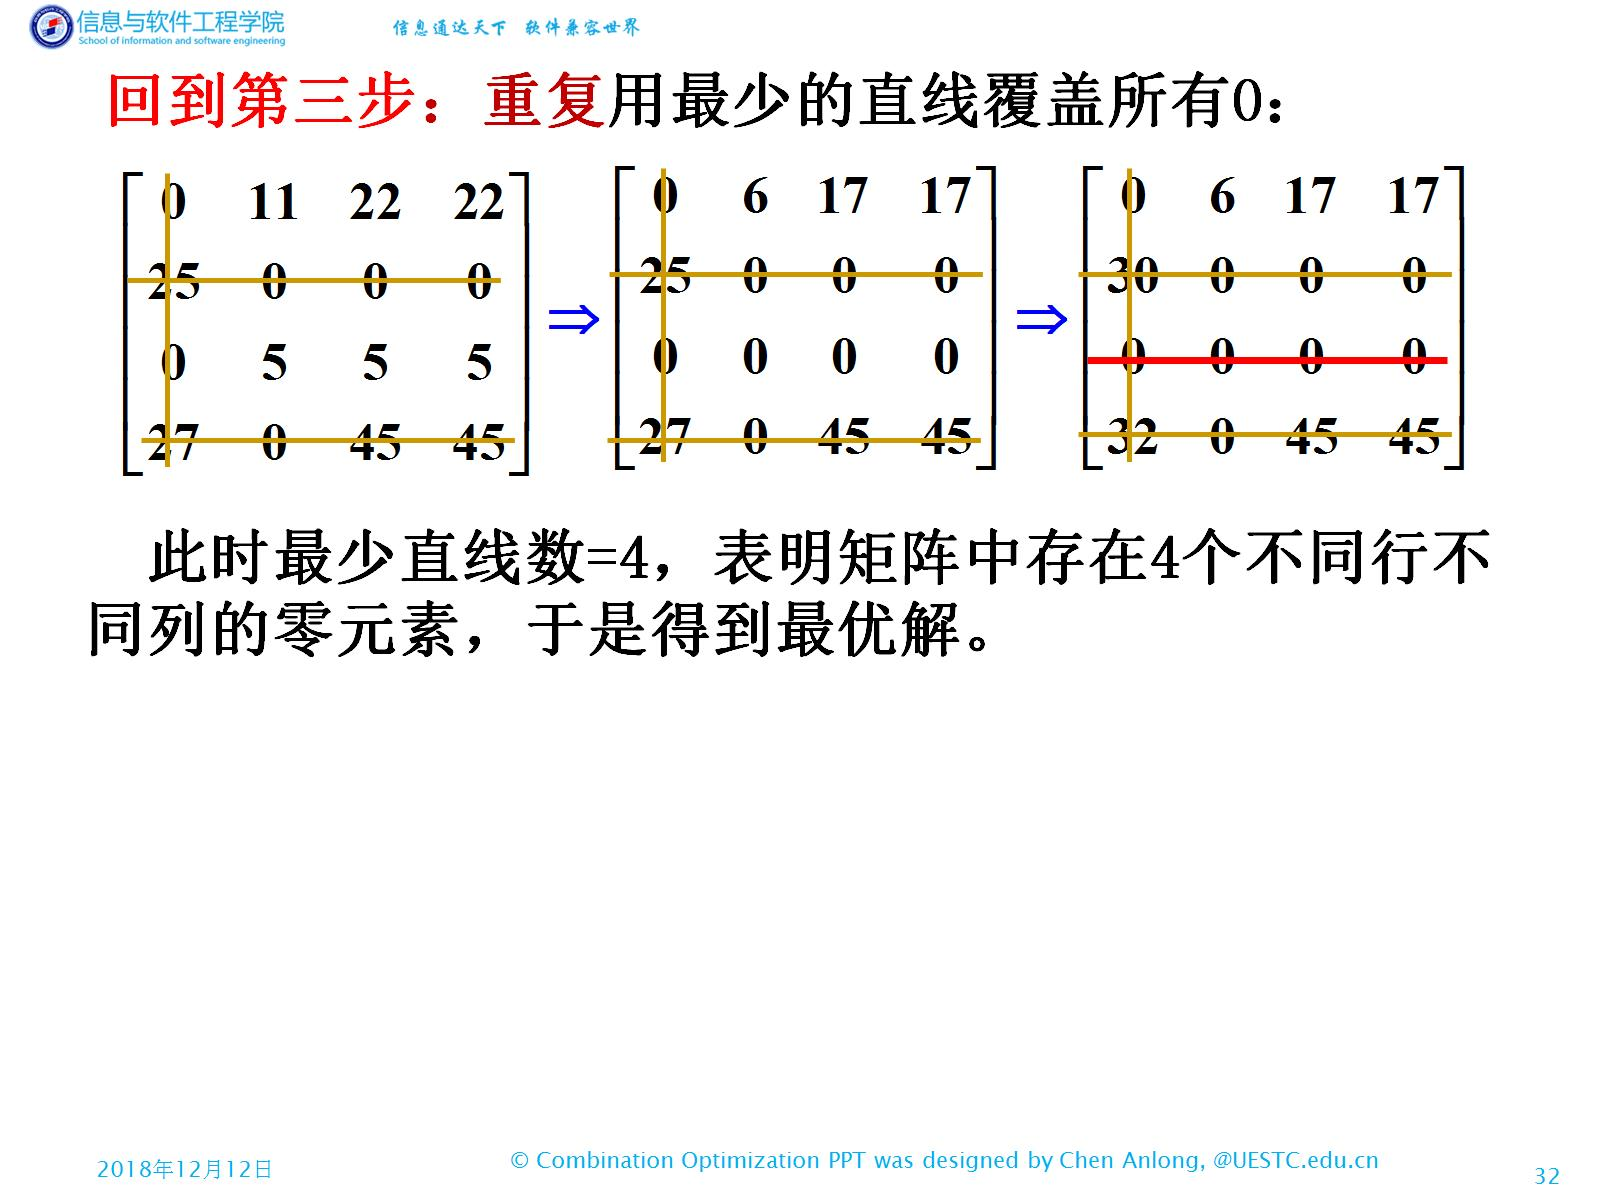 信息与软件工程学院
School of information and software engineering
信息通达天下 软件兼容世界
回到第三步：重复用最少的直线覆盖所有0：
0 11 22 22
25 0 0 0
0 5 5 5
27 0 45 45
⇒
0 6 17 17
25 0 0 0
0 0 0 0
27 0 45 45
⇒
0 6 17 17
30 0 0 0
0 0 0 0
32 0 45 45
此时最少直线数=4，表明矩阵中存在4个不同行不
同列的零元素，于是得到最优解。
2018年12月12日
© Combination Optimization PPT was designed by Chen Anlong, @UESTC.edu.cn
32